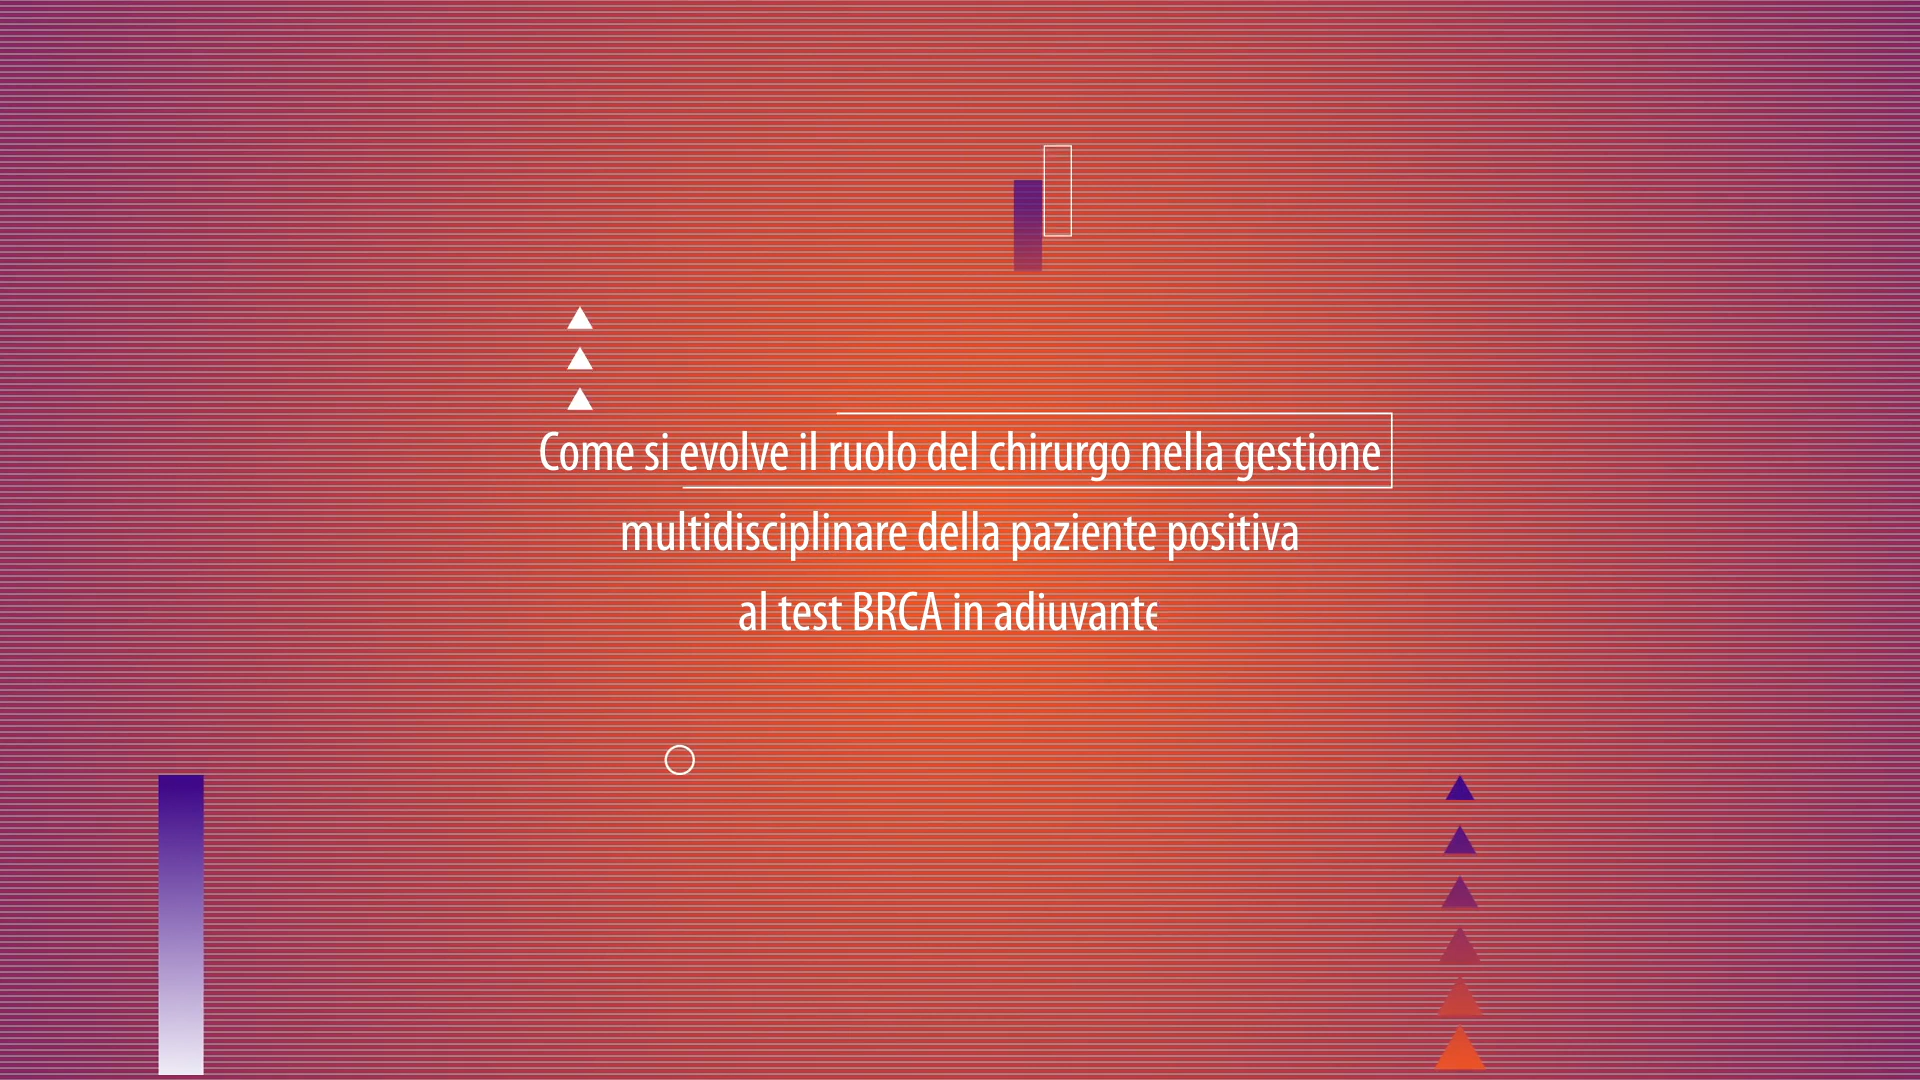 Come si evolve il ruolo del chirurgo nella gestione
multidisciplinare della paziente positiva
al test BRCA in adiuvante